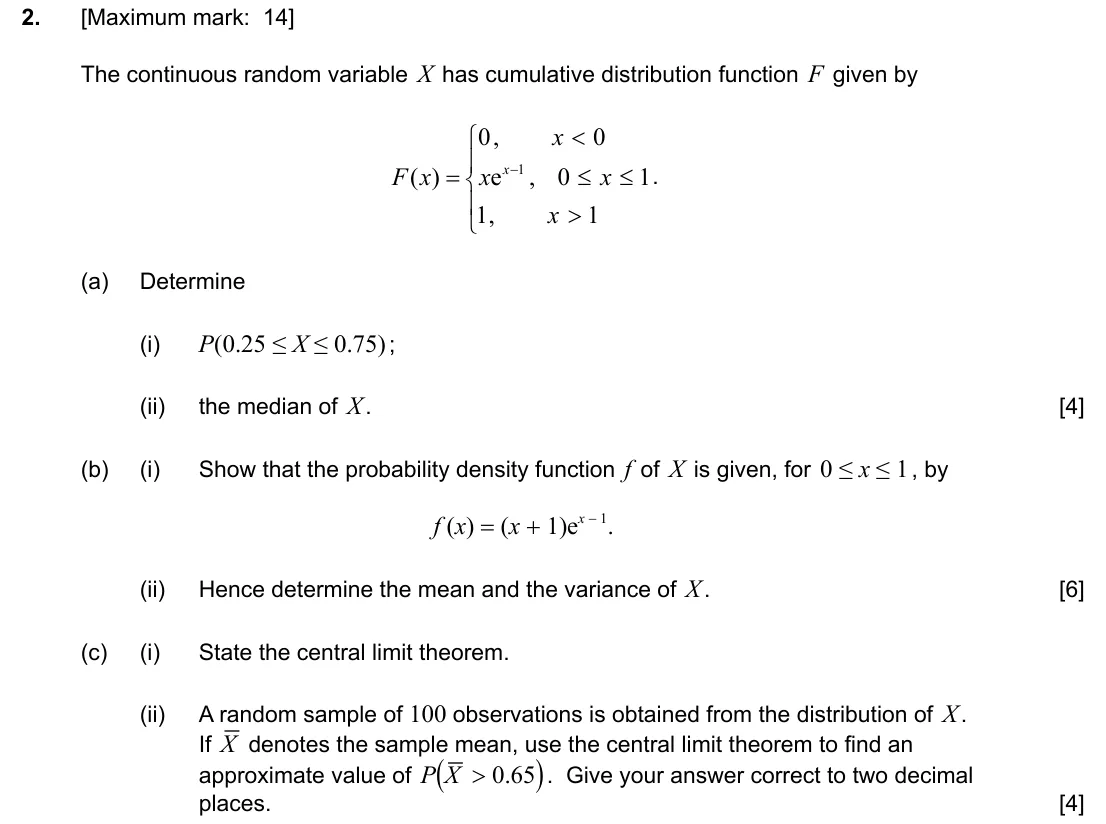 2. [Maximum mark: 14]
The continuous random variable X has cumulative distribution function F given by
F(x) = { 0, x < 0
xe^{x−1}, 0 ≤ x ≤ 1.
1, x > 1
(a) Determine
(i) P(0.25 ≤ X ≤ 0.75);
(ii) the median of X. [4]
(b) (i) Show that the probability density function f of X is given, for 0 ≤ x ≤ 1, by
f(x) = (x + 1)e^{x − 1}.
(ii) Hence determine the mean and the variance of X. [6]
(c) (i) State the central limit theorem.
(ii) A random sample of 100 observations is obtained from the distribution of X.
If X̅ denotes the sample mean, use the central limit theorem to find an
approximate value of P(X̅ > 0.65). Give your answer correct to two decimal
places. [4]